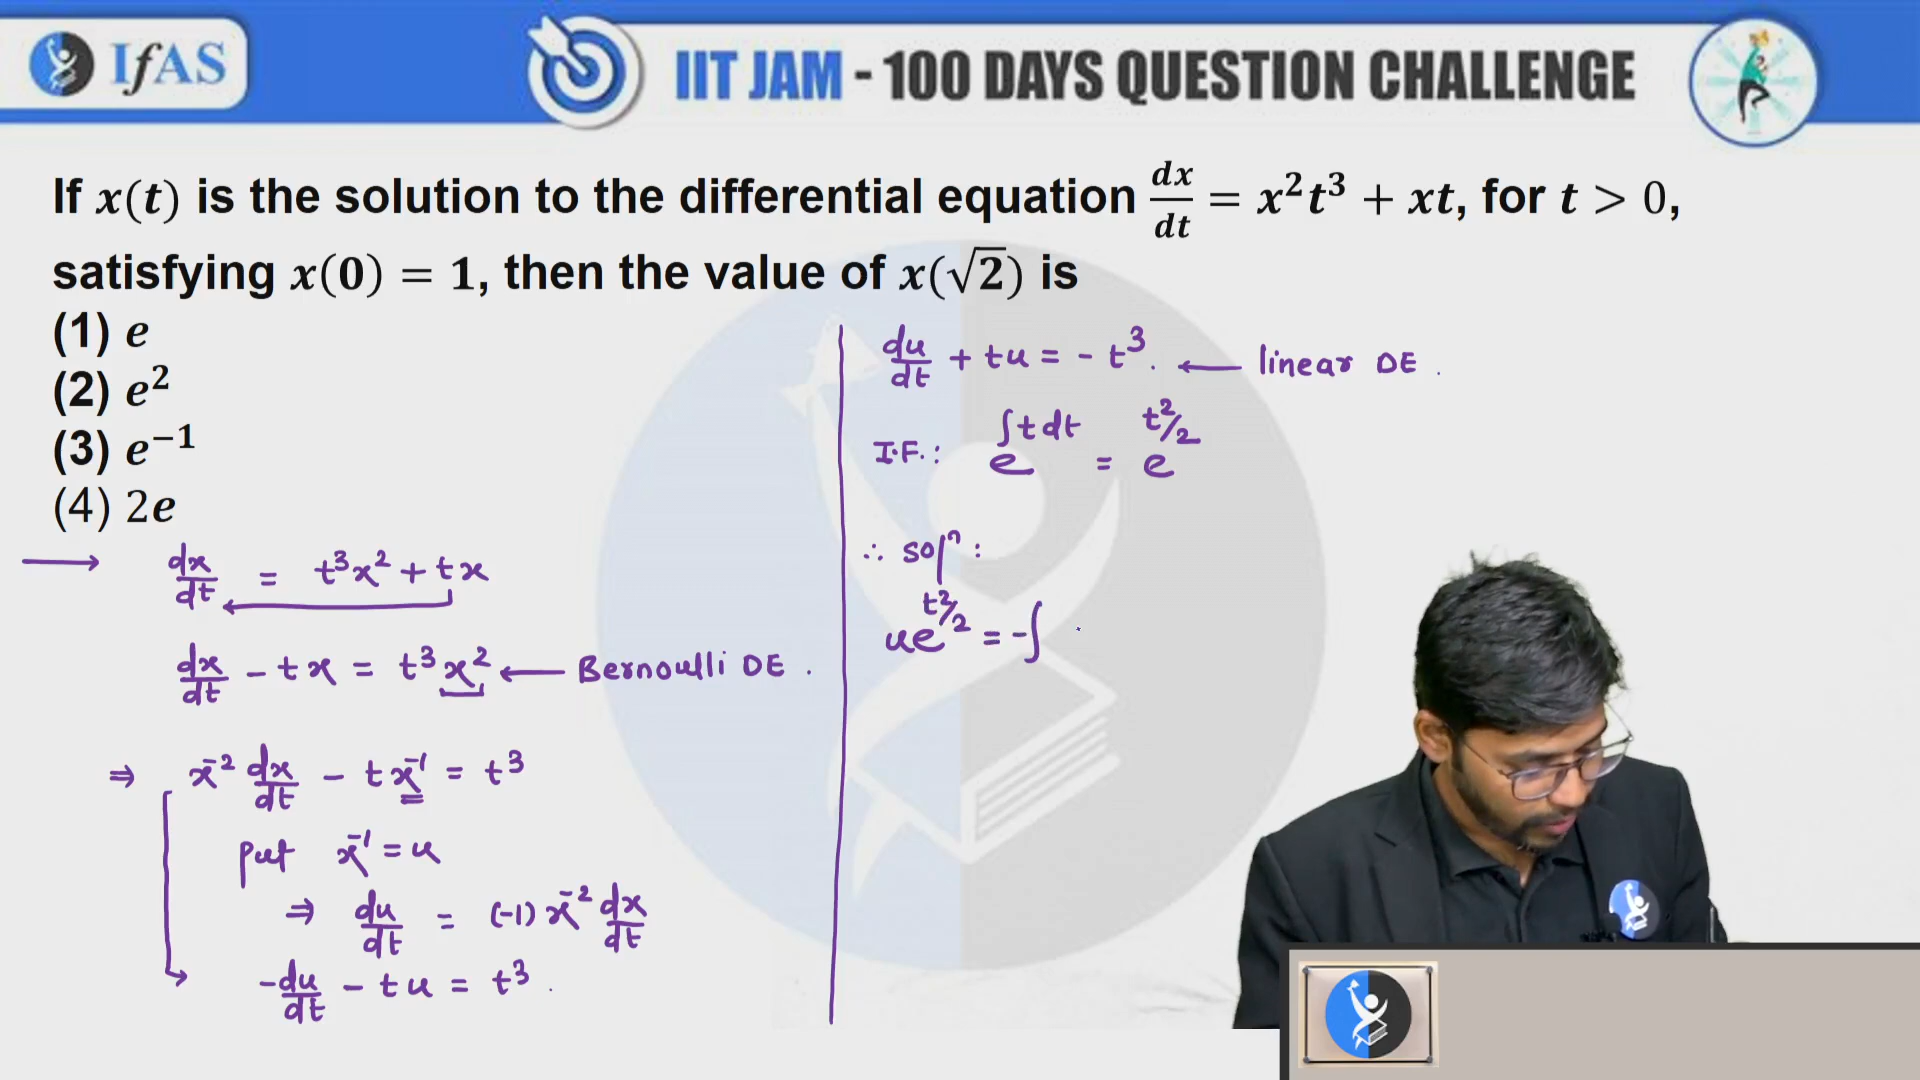 IfAS
IIT JAM - 100 DAYS QUESTION CHALLENGE
If x(t) is the solution to the differential equation dx/dt = x²t³ + xt, for t > 0,
satisfying x(0) = 1, then the value of x(√2) is
(1) e
(2) e²
(3) e⁻¹
(4) 2e
→ dx/dt = t³x² + tx
dx/dt - tx = t³x² ← Bernoulli DE .
⇒ x⁻² dx/dt - tx⁻¹ = t³
put x⁻¹ = u
⇒ du/dt = (-1) x⁻² dx/dt
-du/dt - tu = t³ .
du/dt + tu = - t³ . ← linear DE .
I.F. : e^∫t dt = e^t²/2
∴ solⁿ :
ue^t²/2 = -∫